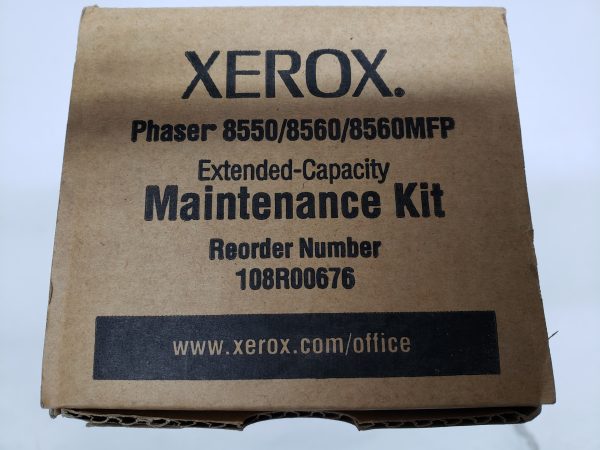 XEROX.
Phaser 8550/8560/8560MFP
Extended-Capacity
Maintenance Kit
Reorder Number
108R00676
www.xerox.com/office